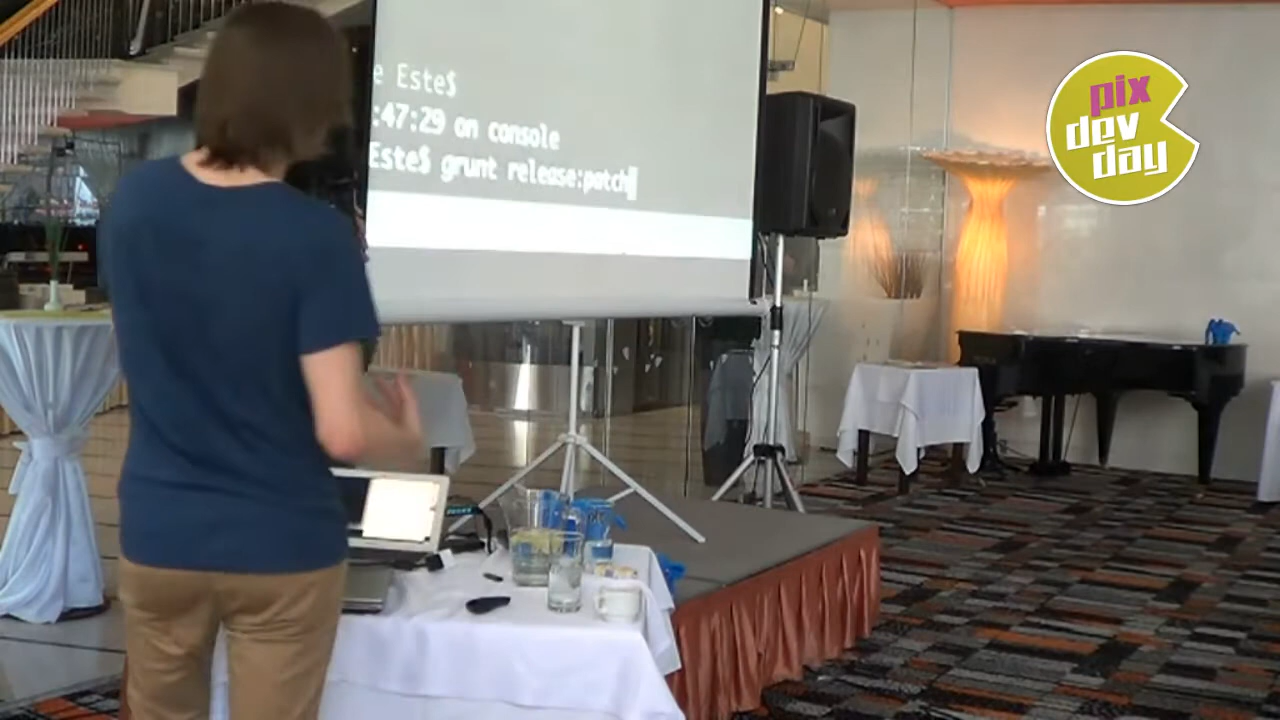 e Este$
:47:29 on console
Este$ grunt release:patch
pix
dev
day